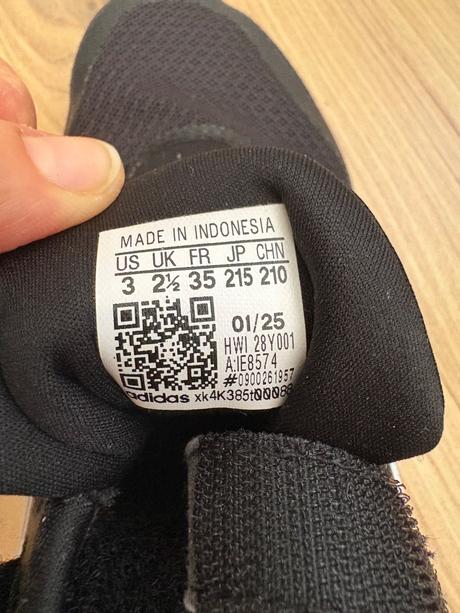 MADE IN INDONESIA
US UK FR JP CHN
3 2½ 35 215 210
01/25
HWI 28Y001
A:IE8574
#0900261957
adidas xk4K385t00088